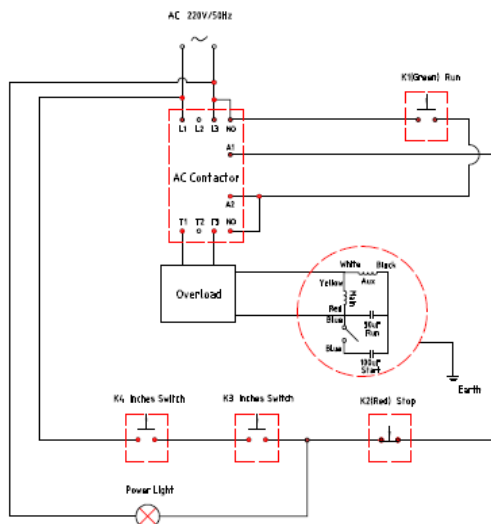 AC 220V/50Hz
K1(Green) Run
L1 L2 L3 NO
A1
AC Contactor
A2
T1 T2 T3 NO
White Black
Aux
Yellow
Main
Overload
Red
Blue
50uF
Run
Blue
100uF
Start
Earth
K4 Inches Switch
K3 Inches Switch
K2(Red) Stop
Power Light